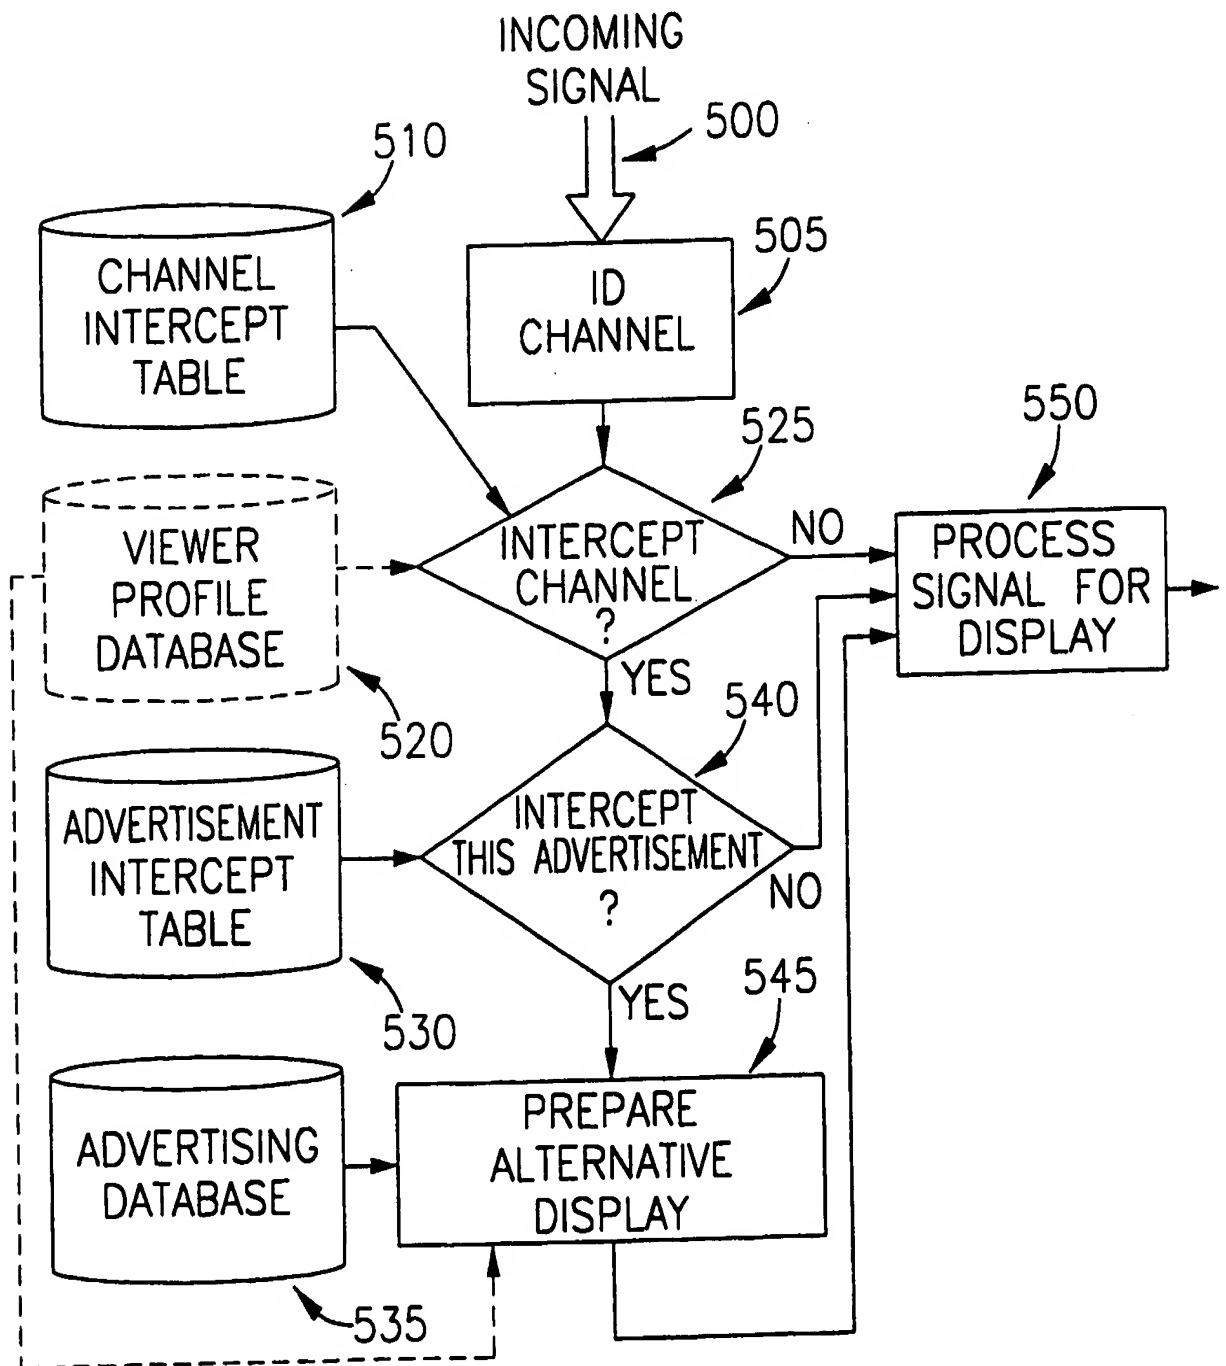 INCOMING
SIGNAL
500
510
505
CHANNEL
INTERCEPT
TABLE
ID
CHANNEL
525
550
VIEWER
PROFILE
DATABASE
INTERCEPT
CHANNEL
?
NO
PROCESS
SIGNAL FOR
DISPLAY
YES
520
540
ADVERTISEMENT
INTERCEPT
TABLE
INTERCEPT
THIS ADVERTISEMENT
?
NO
530
YES
545
ADVERTISING
DATABASE
PREPARE
ALTERNATIVE
DISPLAY
535